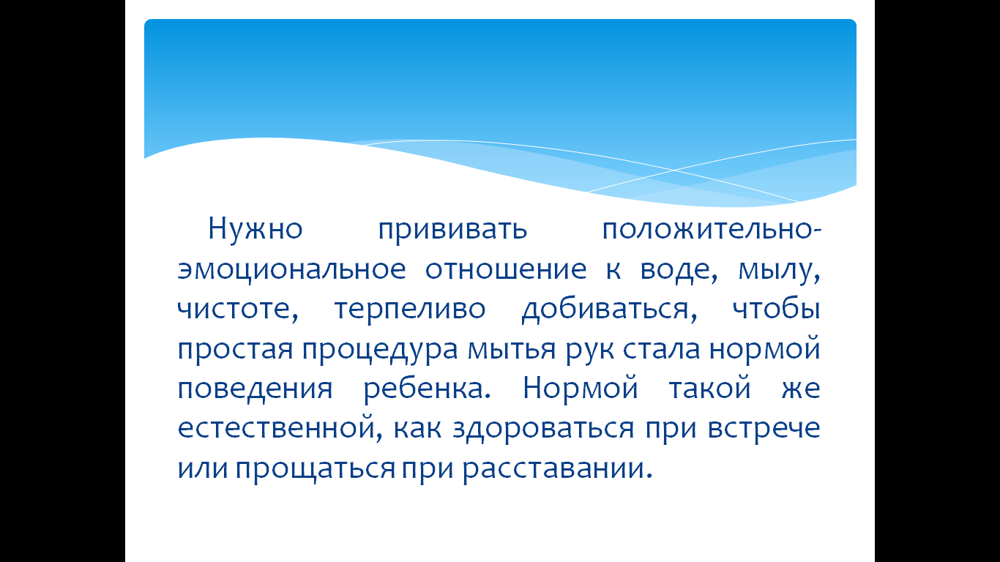 Нужно прививать положительно-
эмоциональное отношение к воде, мылу,
чистоте, терпеливо добиваться, чтобы
простая процедура мытья рук стала нормой
поведения ребенка. Нормой такой же
естественной, как здороваться при встрече
или прощаться при расставании.